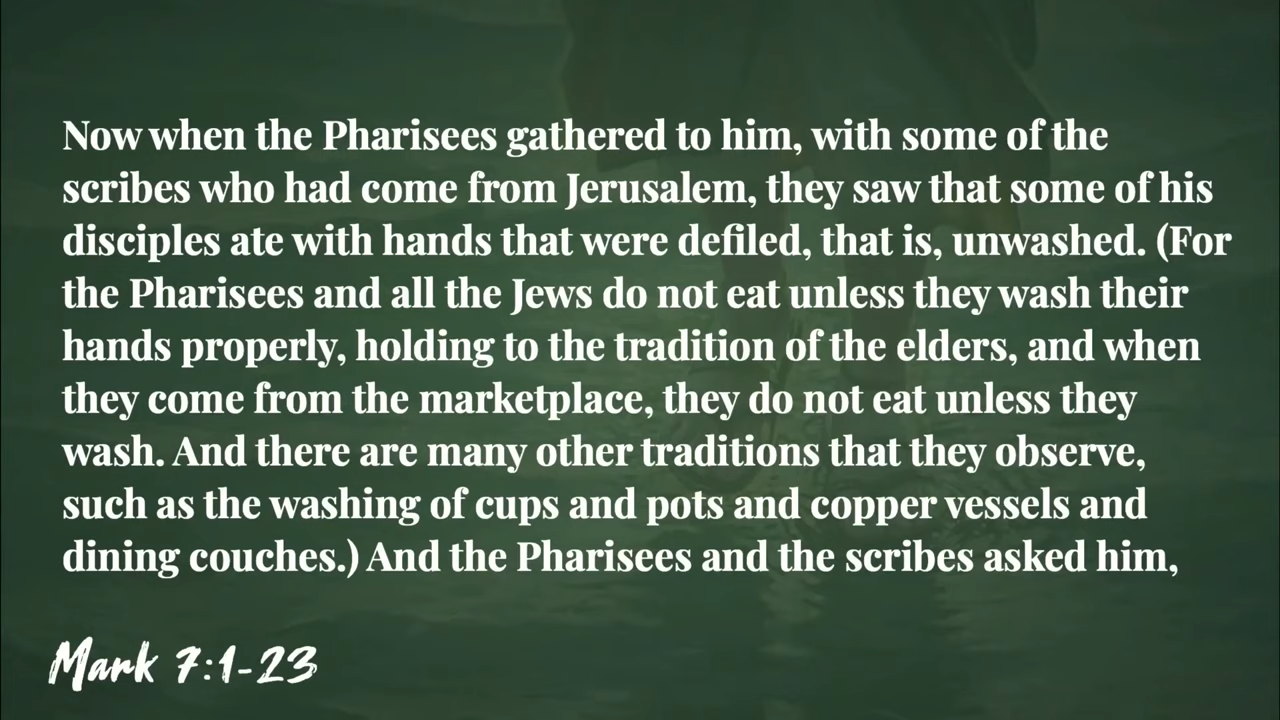 Now when the Pharisees gathered to him, with some of the
scribes who had come from Jerusalem, they saw that some of his
disciples ate with hands that were defiled, that is, unwashed. (For
the Pharisees and all the Jews do not eat unless they wash their
hands properly, holding to the tradition of the elders, and when
they come from the marketplace, they do not eat unless they
wash. And there are many other traditions that they observe,
such as the washing of cups and pots and copper vessels and
dining couches.) And the Pharisees and the scribes asked him,
Mark 7:1-23